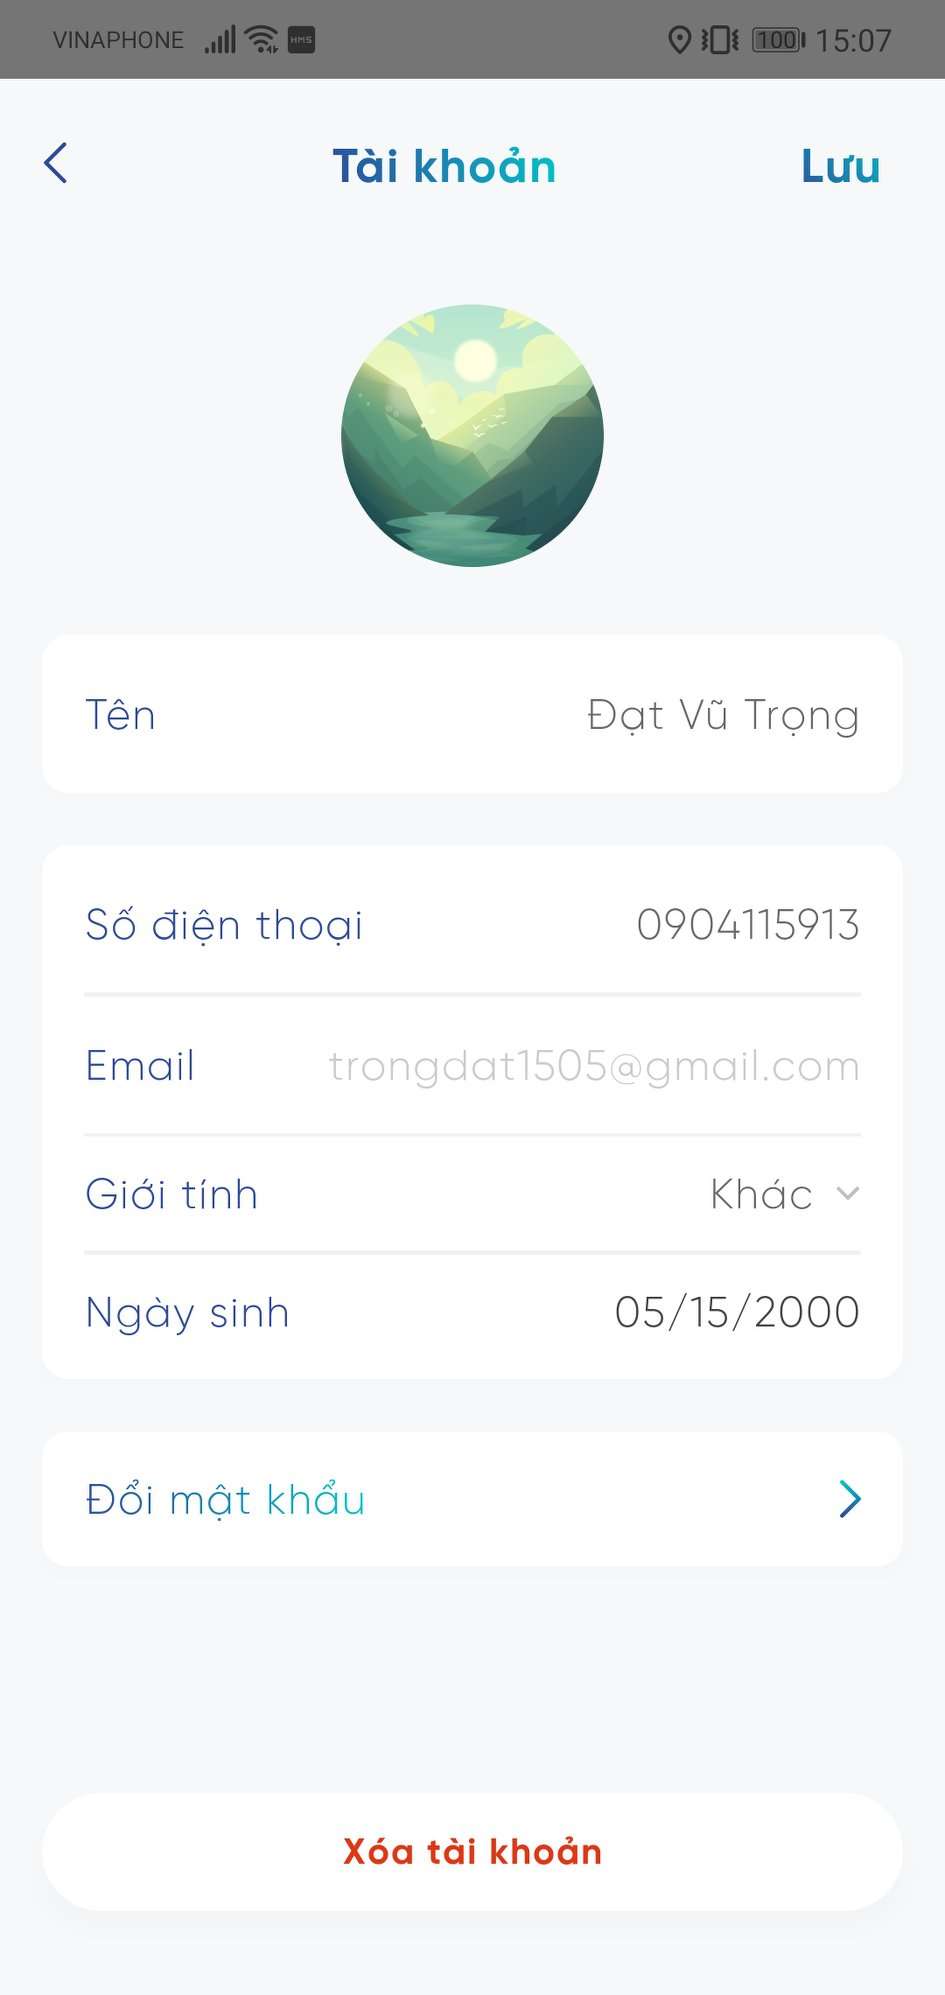 VINAPHONE HMS 100 15:07
Tài khoản Lưu
Tên Đạt Vũ Trọng
Số điện thoại 0904115913
Email trongdat1505@gmail.com
Giới tính Khác
Ngày sinh 05/15/2000
Đổi mật khẩu
Xóa tài khoản